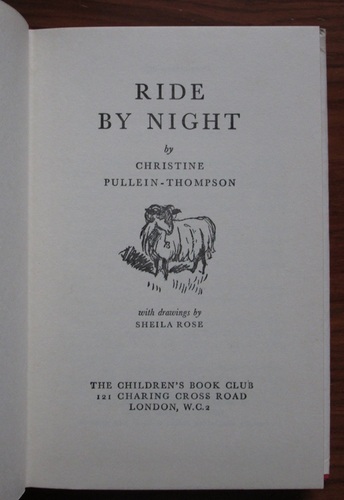 RIDE
BY NIGHT
by
CHRISTINE
PULLEIN-THOMPSON
with drawings by
SHEILA ROSE
THE CHILDREN'S BOOK CLUB
121 CHARING CROSS ROAD
LONDON, W.C.2